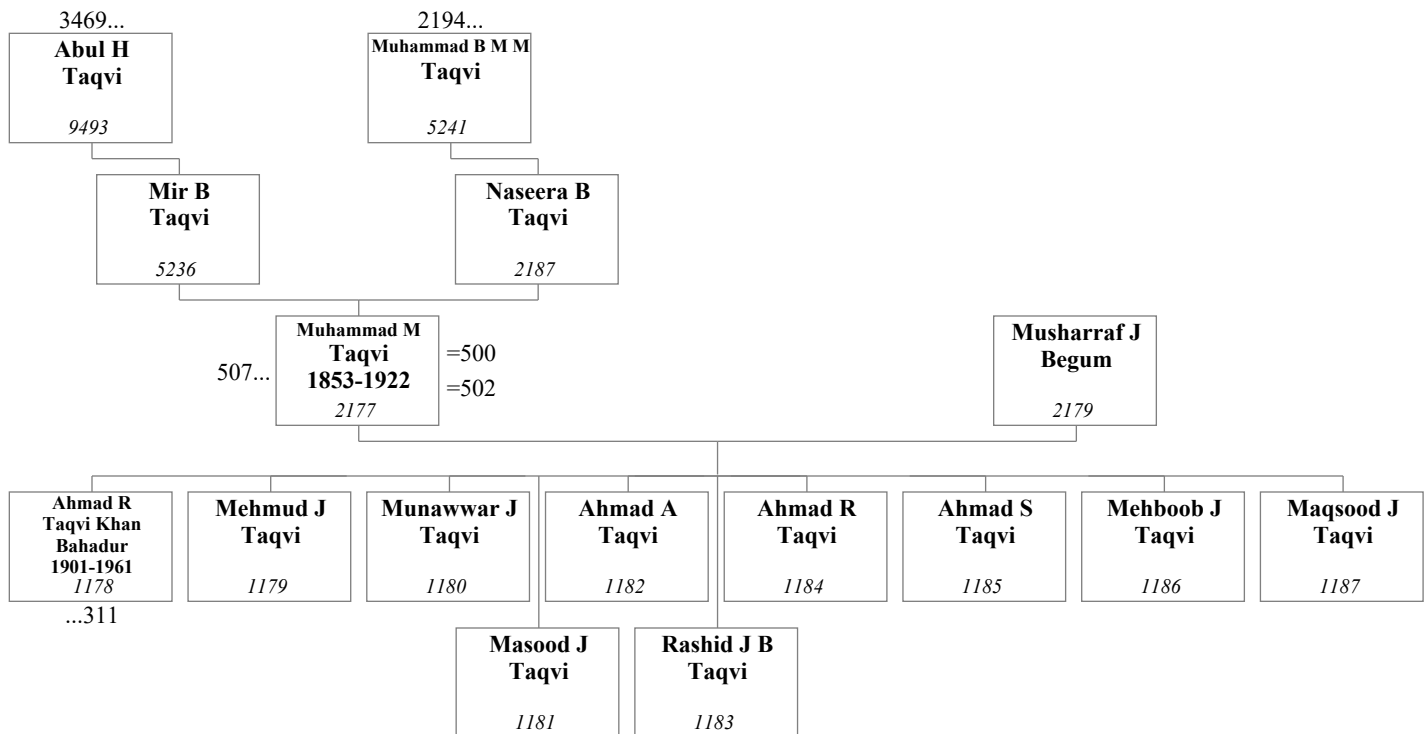 3469...
Abul H
Taqvi
9493
2194...
Muhammad B M M
Taqvi
5241
Mir B
Taqvi
5236
Naseera B
Taqvi
2187
507...
Muhammad M
Taqvi
1853-1922
2177
=500
=502
Musharraf J
Begum
2179
Ahmad R
Taqvi Khan
Bahadur
1901-1961
1178
...311
Mehmud J
Taqvi
1179
Munawwar J
Taqvi
1180
Ahmad A
Taqvi
1182
Ahmad R
Taqvi
1184
Ahmad S
Taqvi
1185
Mehboob J
Taqvi
1186
Maqsood J
Taqvi
1187
Masood J
Taqvi
1181
Rashid J B
Taqvi
1183